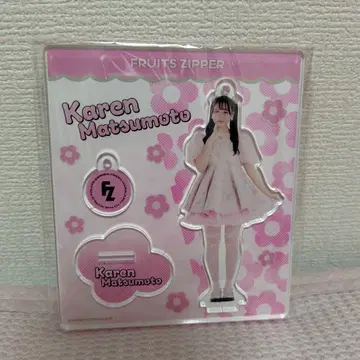 FRUITS ZIPPER
Karen
Matsumoto
FZ
Karen
Matsumoto